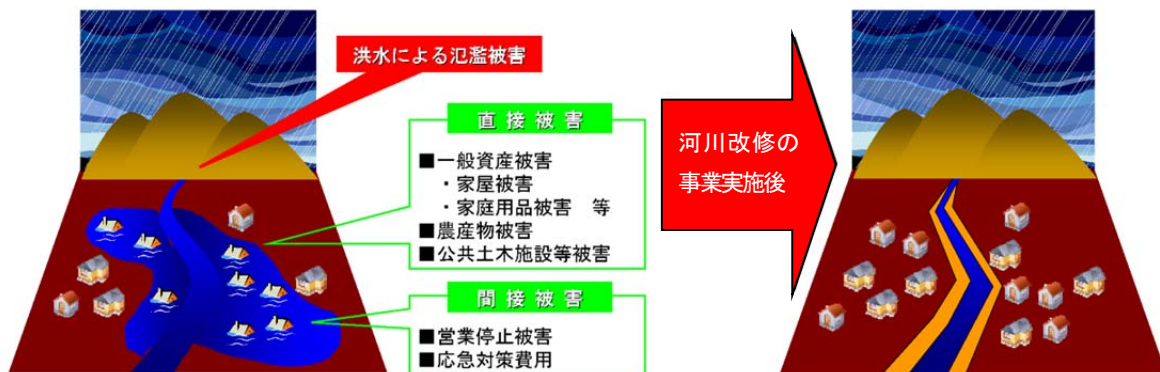 洪水による氾濫被害
直接被害
■一般資産被害
・家屋被害
・家庭用品被害　等
■農産物被害
■公共土木施設等被害
間接被害
■営業停止被害
■応急対策費用
河川改修の
事業実施後